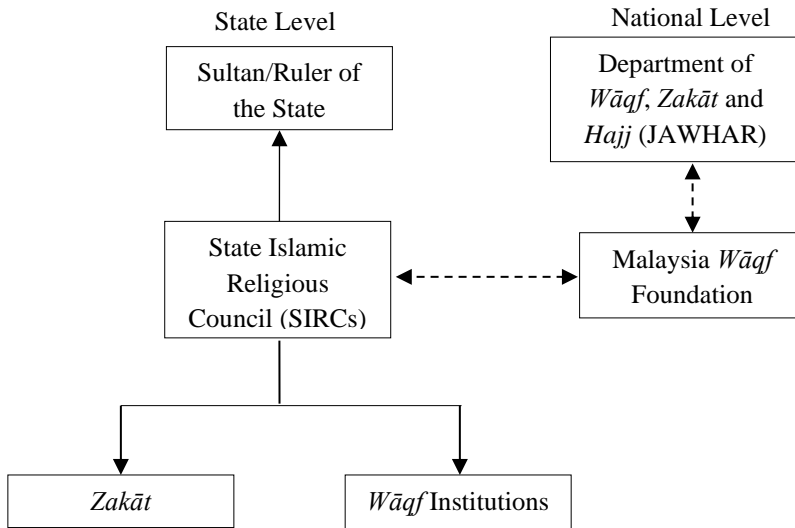 State Level
Sultan/Ruler of
the State
State Islamic
Religious
Council (SIRCs)
Zakāt
Wāqf Institutions
National Level
Department of
Wāqf, Zakāt and
Hajj (JAWHAR)
Malaysia Wāqf
Foundation